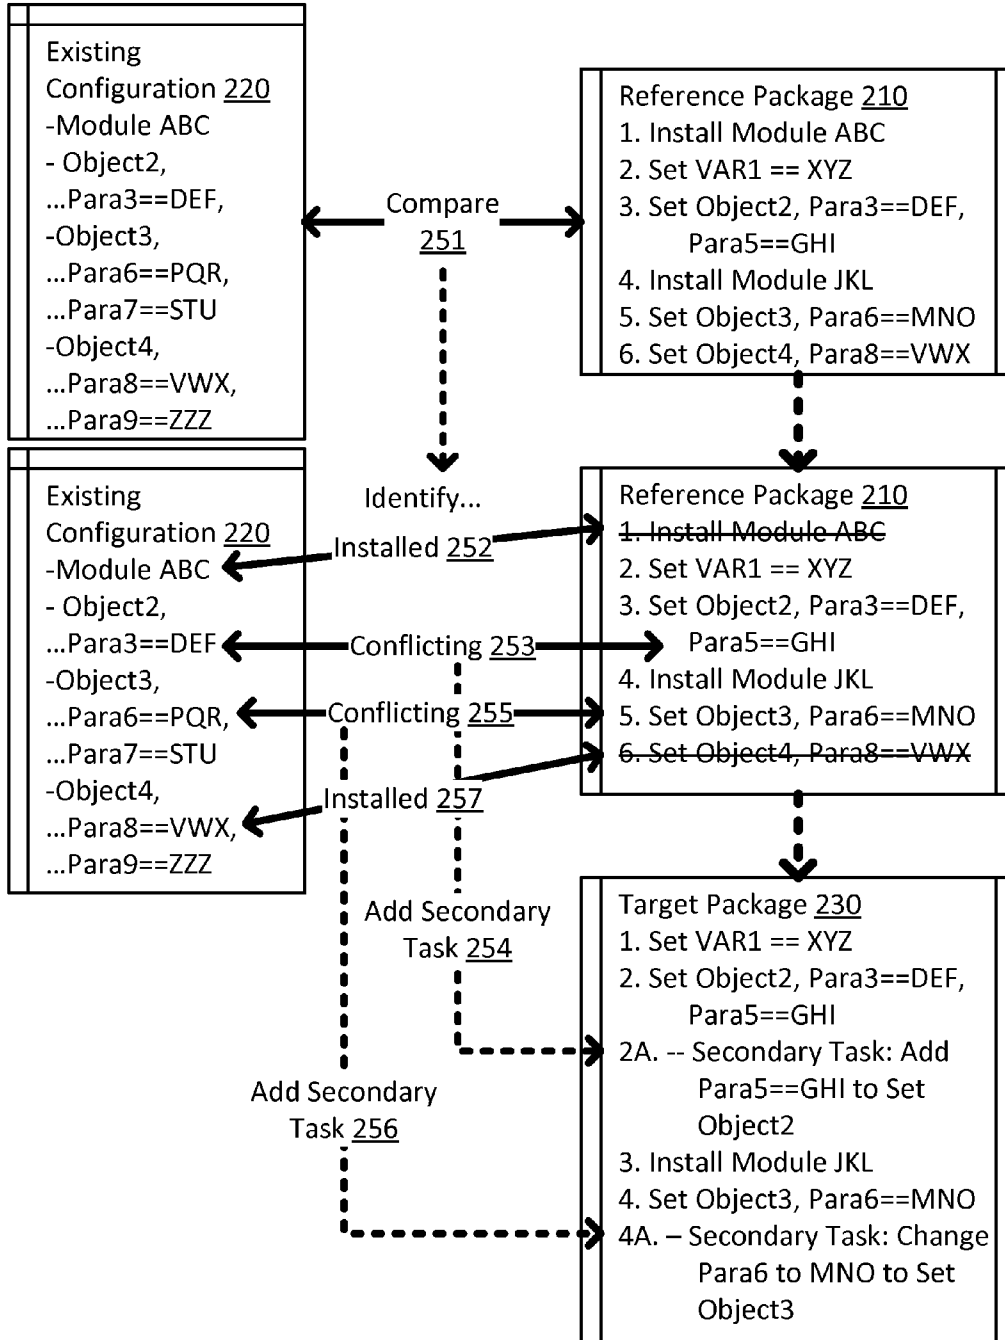 Existing
Configuration 220
-Module ABC
- Object2,
...Para3==DEF,
-Object3,
...Para6==PQR,
...Para7==STU
-Object4,
...Para8==VWX,
...Para9==ZZZ
Compare
251
Reference Package 210
1. Install Module ABC
2. Set VAR1 == XYZ
3. Set Object2, Para3==DEF,
Para5==GHI
4. Install Module JKL
5. Set Object3, Para6==MNO
6. Set Object4, Para8==VWX
Existing
Configuration 220
-Module ABC
- Object2,
...Para3==DEF
-Object3,
...Para6==PQR,
...Para7==STU
-Object4,
...Para8==VWX,
...Para9==ZZZ
Identify...
Installed 252
Conflicting 253
Conflicting 255
Installed 257
Reference Package 210
1. Install Module ABC
2. Set VAR1 == XYZ
3. Set Object2, Para3==DEF,
Para5==GHI
4. Install Module JKL
5. Set Object3, Para6==MNO
6. Set Object4, Para8==VWX
Add Secondary
Task 254
Add Secondary
Task 256
Target Package 230
1. Set VAR1 == XYZ
2. Set Object2, Para3==DEF,
Para5==GHI
2A. -- Secondary Task: Add
Para5==GHI to Set
Object2
3. Install Module JKL
4. Set Object3, Para6==MNO
4A. – Secondary Task: Change
Para6 to MNO to Set
Object3